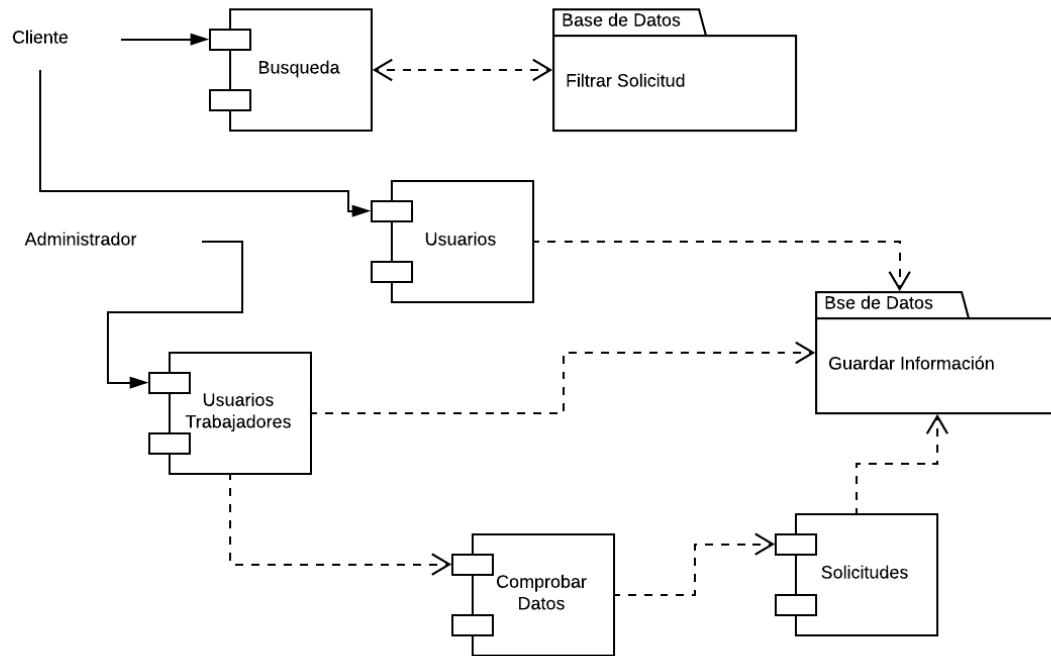 Cliente
Busqueda
Base de Datos
Filtrar Solicitud
Usuarios
Administrador
Bse de Datos
Guardar Información
Usuarios
Trabajadores
Comprobar
Datos
Solicitudes